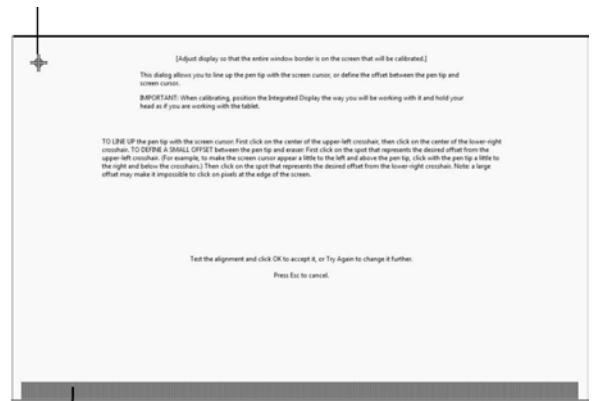 [Adjust display so that the entire window border is on the screen that will be calibrated.]
This dialog allows you to line up the pen tip with the screen cursor, or define the offset between the pen tip and
screen cursor.
IMPORTANT: When calibrating, position the Integrated Display the way you will be working with it and hold your
head as if you are working with the tablet.
TO LINE UP the pen tip with the screen cursor: First click on the center of the upper-left crosshair, then click on the center of the lower-right
crosshair. TO DEFINE A SMALL OFFSET between the pen tip and eraser: First click on the spot that represents the desired offset from the
upper-left crosshair. (For example, to make the screen cursor appear a little to the left and above the pen tip, click with the pen tip a little to
the right and below the crosshairs.) Then click on the spot that represents the desired offset from the lower-right crosshair. Note: a large
offset may make it impossible to click on pixels at the edge of the screen.
Test the alignment and click OK to accept it, or Try Again to change it further.
Press Esc to cancel.